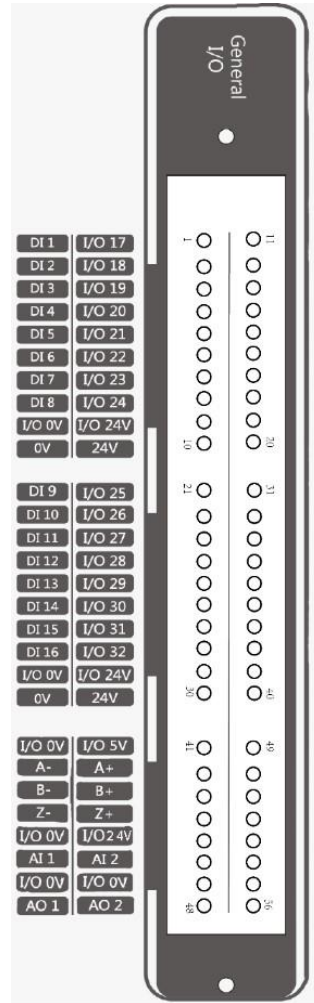 General
I/O
DI 1 I/O 17
DI 2 I/O 18
DI 3 I/O 19
DI 4 I/O 20
DI 5 I/O 21
DI 6 I/O 22
DI 7 I/O 23
DI 8 I/O 24
I/O 0V I/O 24V
0V 24V
1 11
10 20
DI 9 I/O 25
DI 10 I/O 26
DI 11 I/O 27
DI 12 I/O 28
DI 13 I/O 29
DI 14 I/O 30
DI 15 I/O 31
DI 16 I/O 32
I/O 0V I/O 24V
0V 24V
21 31
30 40
I/O 0V I/O 5V
A- A+
B- B+
Z- Z+
I/O 0V I/O24V
AI 1 AI 2
I/O 0V I/O 0V
AO 1 AO 2
41 49
48 56